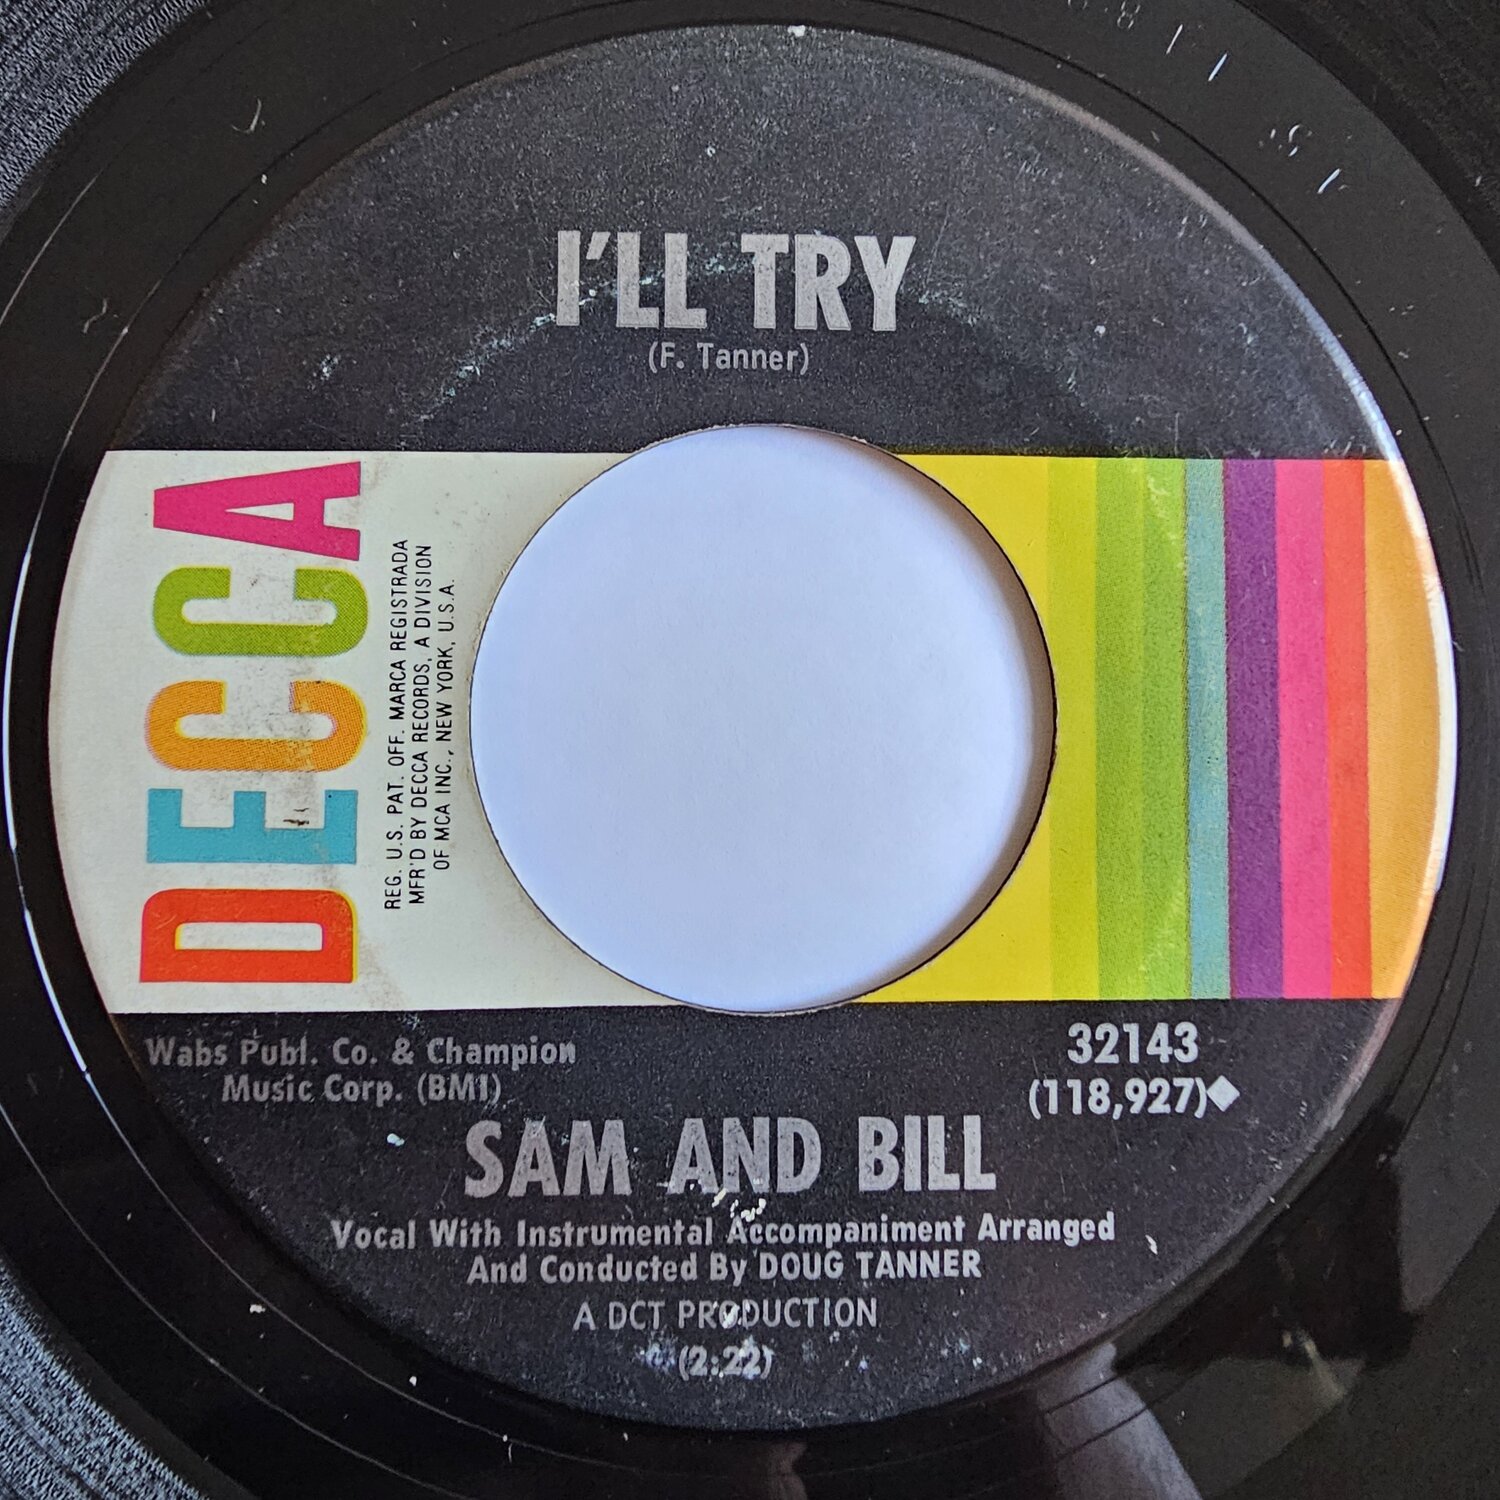 I'LL TRY
(F. Tanner)
DECCA
REG. U.S. PAT. OFF. MARCA REGISTRADA
MFR'D BY DECCA RECORDS, A DIVISION
OF MCA INC., NEW YORK, U.S.A.
Wabs Publ. Co. & Champion
Music Corp. (BMI)
32143
(118,927)◆
SAM AND BILL
Vocal With Instrumental Accompaniment Arranged
And Conducted By DOUG TANNER
A DCT PRODUCTION
(2:22)